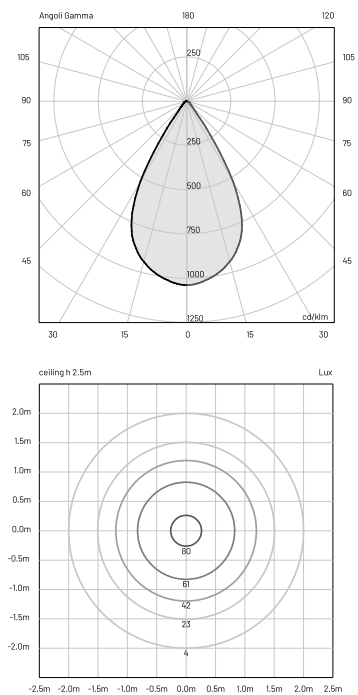 Angoli Gamma 180 120
250
105 105
90 90
75 250 75
500
60 60
750
45 45
1000
1250 cd/klm
30 15 0 15 30
ceiling h 2.5m Lux
2.0m
1.5m
1.0m
0.5m
0.0m
80
-0.5m
61
-1.0m
42
-1.5m
23
-2.0m
4
-2.5m -2.0m -1.5m -1.0m -0.5m 0.0m 0.5m 1.0m 1.5m 2.0m 2.5m